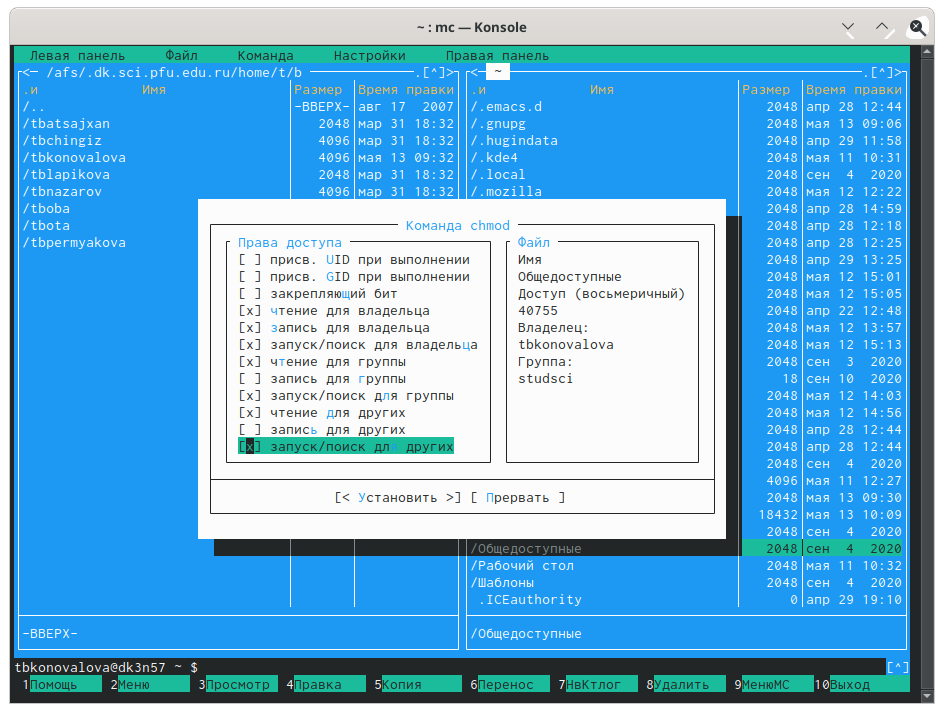 ~ : mc — Konsole
Левая панель Файл Команда Настройки Правая панель
<─ /afs/.dk.sci.pfu.edu.ru/home/t/b .[^]> <─ ~ .[^]>
.и Имя Размер Время правки .и Имя Размер Время правки
/.. -ВВЕРХ- авг 17 2007 /.emacs.d 2048 апр 28 12:44
/tbatsajxan 2048 мар 31 18:32 /.gnupg 2048 мая 13 09:06
/tbchingiz 4096 мар 31 18:32 /.hugindata 2048 апр 29 11:58
/tbkonovalova 4096 мая 13 09:32 /.kde4 2048 мая 11 10:31
/tblapikova 2048 мар 31 18:32 /.local 2048 сен 4 2020
/tbnazarov 4096 мар 31 18:32 /.mozilla 2048 мая 12 12:22
/tboba 2048 апр 28 14:59
/tbota Команда chmod 2048 апр 28 12:18
/tbpermyakova Права доступа Файл 2048 апр 28 12:25
[ ] присв. UID при выполнении Имя 2048 апр 29 13:25
[ ] присв. GID при выполнении Общедоступные 2048 мая 12 15:01
[ ] закрепляющий бит Доступ (восьмеричный) 2048 мая 12 15:05
[x] чтение для владельца 40755 2048 апр 22 12:48
[x] запись для владельца Владелец: 2048 мая 12 13:57
[x] запуск/поиск для владельца tbkonovalova 2048 мая 12 15:13
[x] чтение для группы Группа: 2048 сен 3 2020
[ ] запись для группы studsci 18 сен 10 2020
[x] запуск/поиск для группы 2048 мая 12 14:03
[x] чтение для других 2048 мая 12 14:56
[ ] запись для других 2048 апр 28 12:44
[x] запуск/поиск для других 2048 апр 28 12:44
2048 сен 4 2020
4096 мая 11 12:27
[< Установить >] [ Прервать ] 2048 мая 13 09:30
18432 мая 13 10:09
2048 сен 4 2020
/Общедоступные 2048 сен 4 2020
/Рабочий стол 2048 мая 11 10:32
/Шаблоны 2048 сен 4 2020
.ICEauthority 0 апр 29 19:10
-ВВЕРХ- /Общедоступные
tbkonovalova@dk3n57 ~ $ [^]
1Помощь 2Меню 3Просмотр 4Правка 5Копия 6Перенос 7НвКтлог 8Удалить 9МенюMC 10Выход